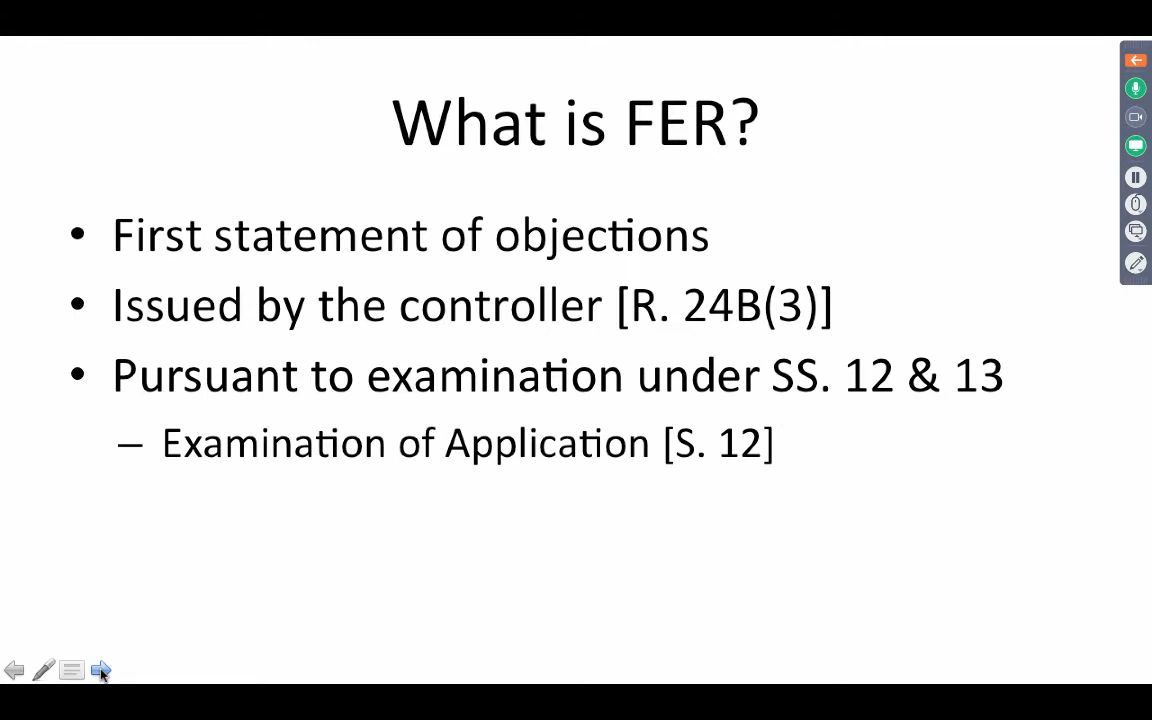 What is FER?
• First statement of objections
• Issued by the controller [R. 24B(3)]
• Pursuant to examination under SS. 12 & 13
– Examination of Application [S. 12]